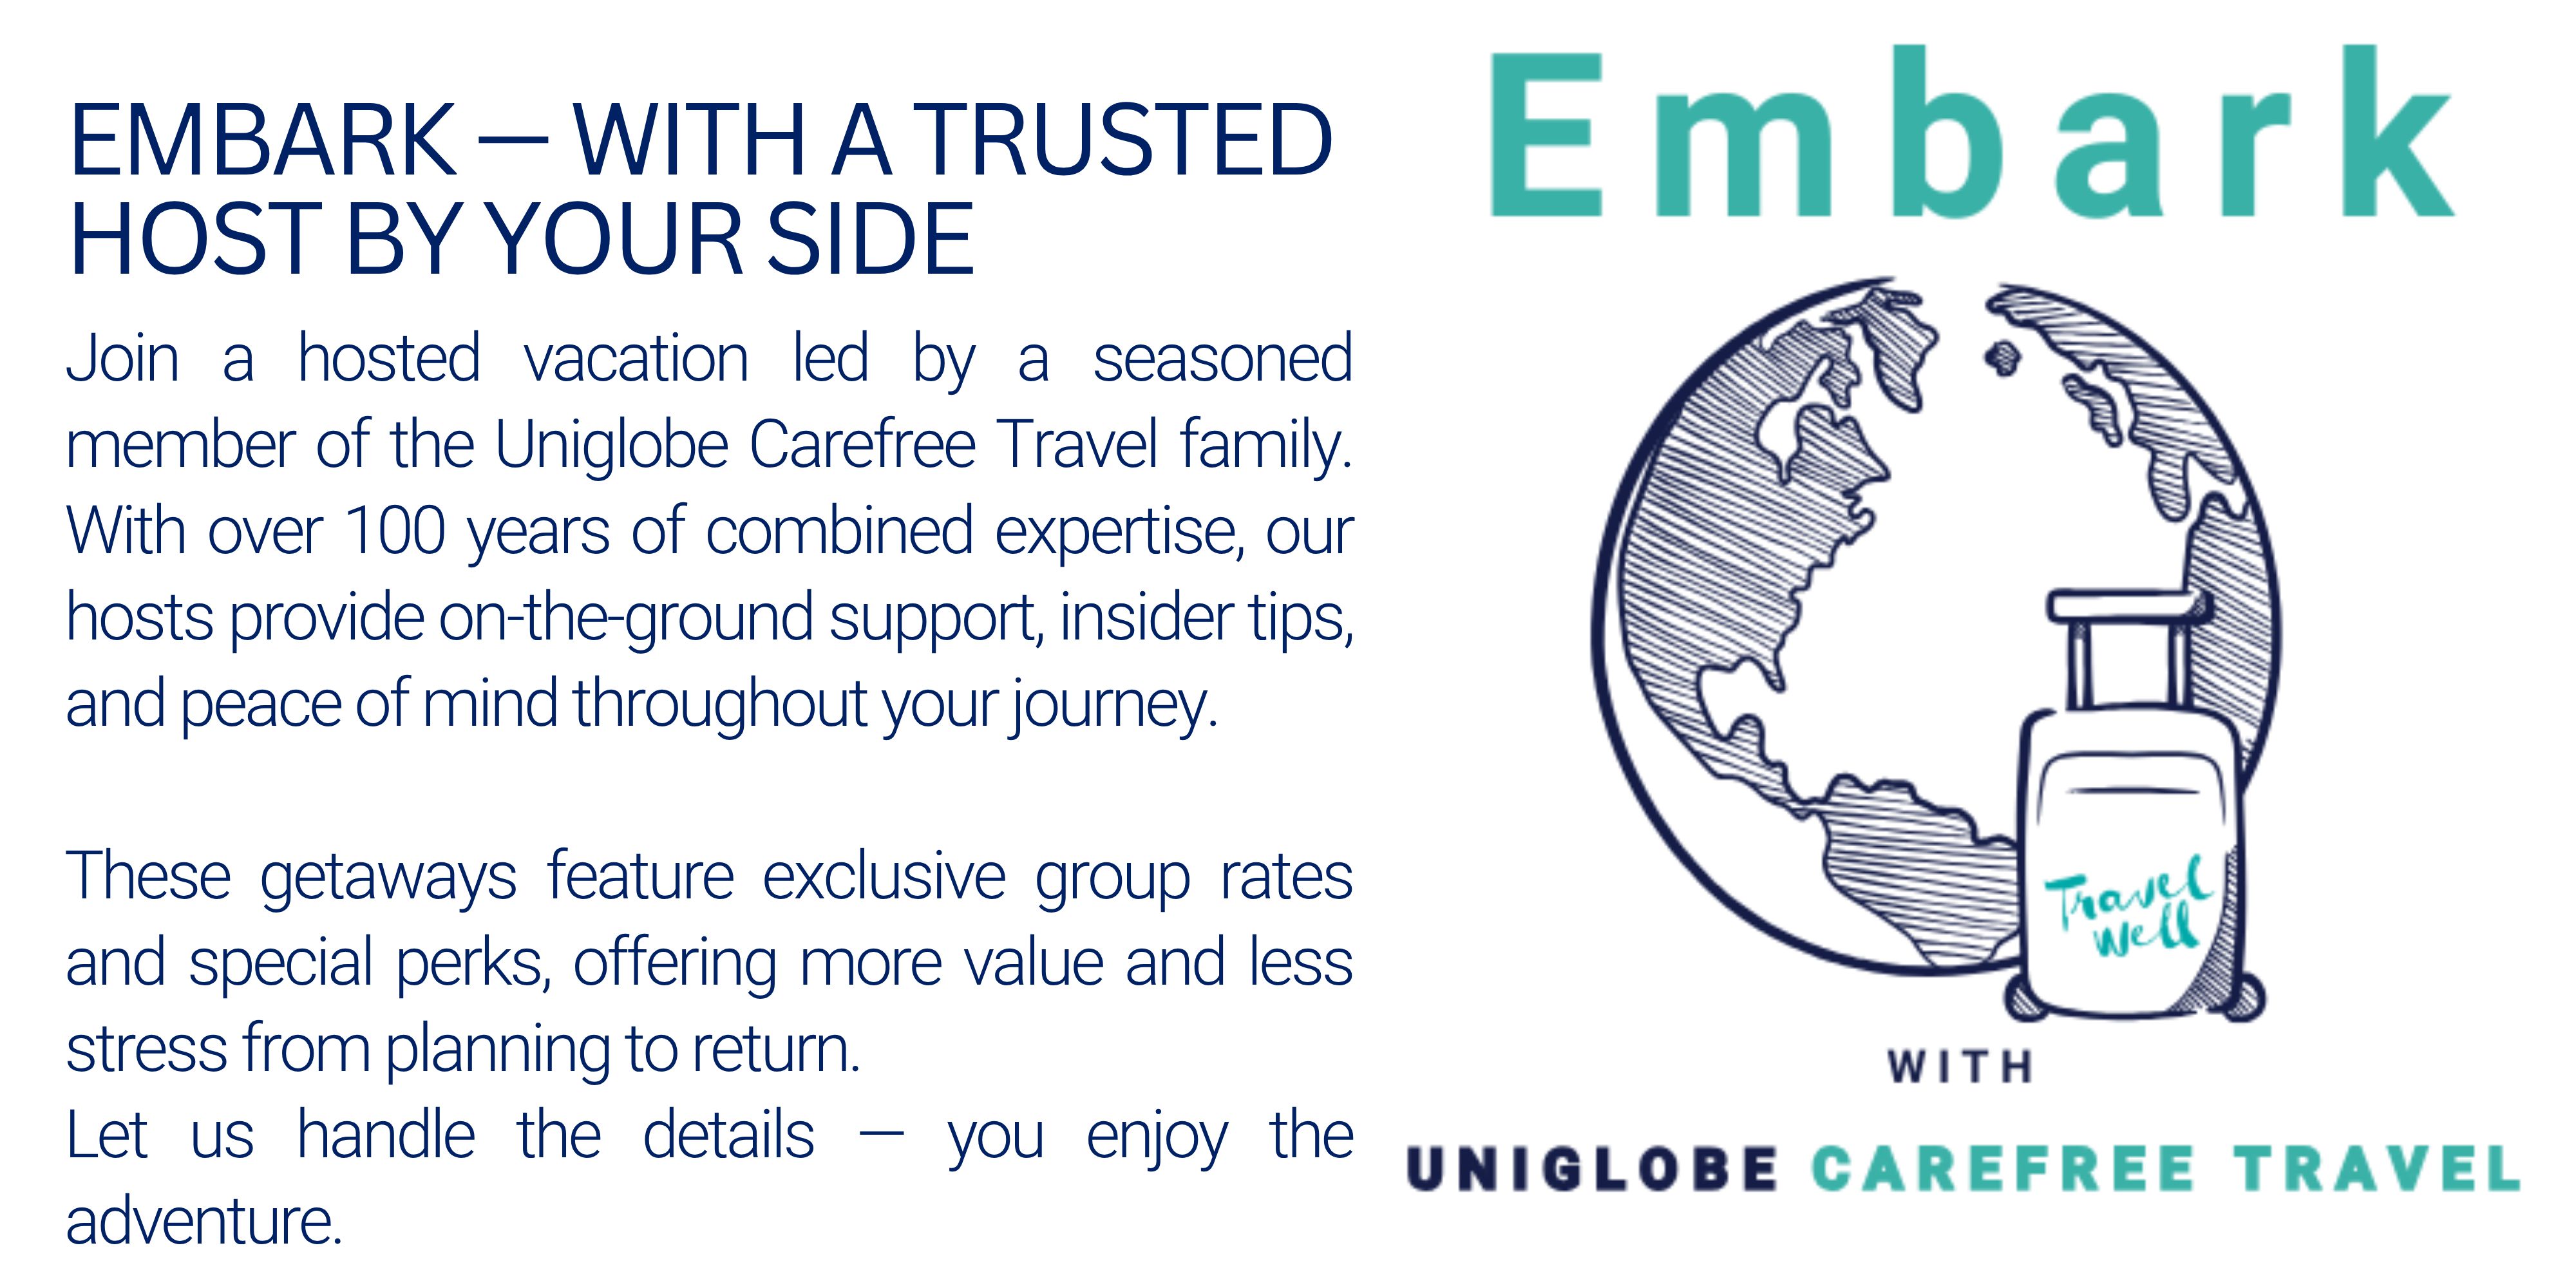 EMBARK — WITH A TRUSTED
HOST BY YOUR SIDE
Join a hosted vacation led by a seasoned
member of the Uniglobe Carefree Travel family.
With over 100 years of combined expertise, our
hosts provide on-the-ground support, insider tips,
and peace of mind throughout your journey.
These getaways feature exclusive group rates
and special perks, offering more value and less
stress from planning to return.
Let us handle the details — you enjoy the
adventure.
Embark
Travel
Well
WITH
UNIGLOBE CAREFREE TRAVEL